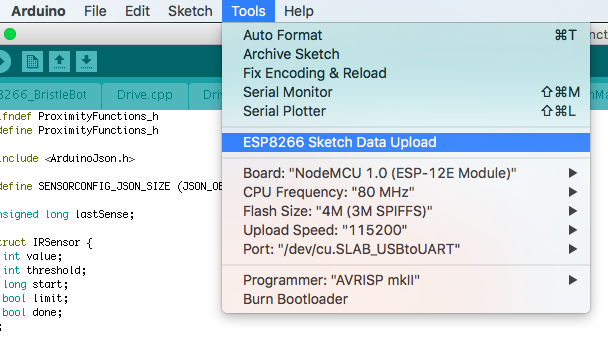 Arduino File Edit Sketch Tools Help
Auto Format ⌘T
Archive Sketch
Fix Encoding & Reload
Serial Monitor ⇧⌘M
Serial Plotter ⇧⌘L
ESP8266 Sketch Data Upload
Board: "NodeMCU 1.0 (ESP-12E Module)"
CPU Frequency: "80 MHz"
Flash Size: "4M (3M SPIFFS)"
Upload Speed: "115200"
Port: "/dev/cu.SLAB_USBtoUART"
Programmer: "AVRISP mkII"
Burn Bootloader
8266_BristleBot Drive.cpp
ifndef ProximityFunctions_h
define ProximityFunctions_h
include <ArduinoJson.h>
define SENSORCONFIG_JSON_SIZE (JSON_OB
nsigned long lastSense;
truct IRSensor {
int value;
int threshold;
long start;
bool limit;
bool done;
;